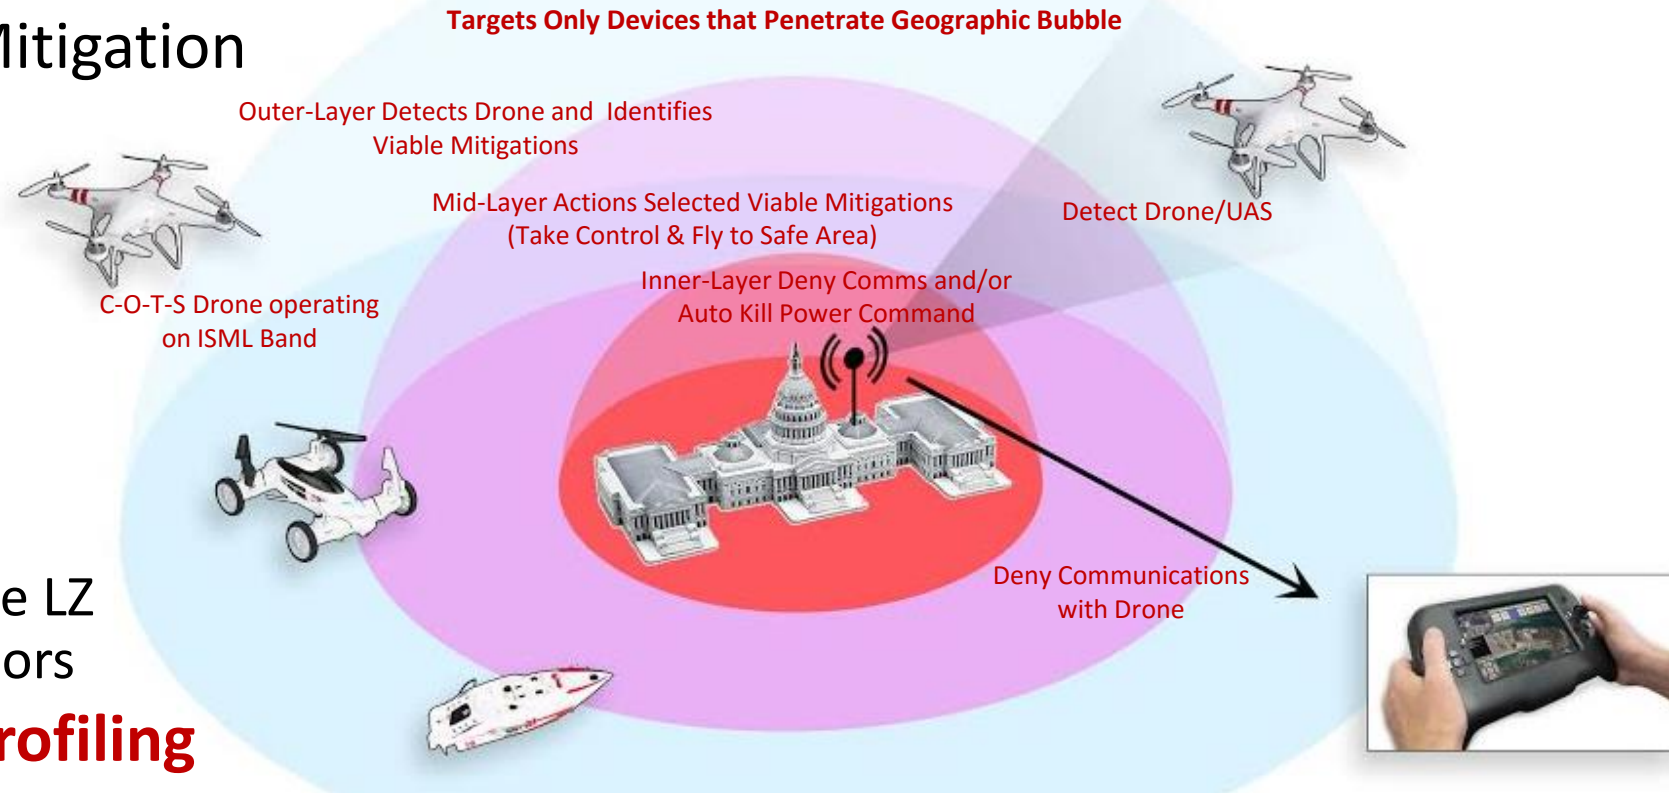 Targets Only Devices that Penetrate Geographic Bubble
Mitigation
Outer-Layer Detects Drone and Identifies
Viable Mitigations
Mid-Layer Actions Selected Viable Mitigations
(Take Control & Fly to Safe Area)
Detect Drone/UAS
Inner-Layer Deny Comms and/or
Auto Kill Power Command
C-O-T-S Drone operating
on ISML Band
Deny Communications
with Drone
e LZ
ors
rofiling